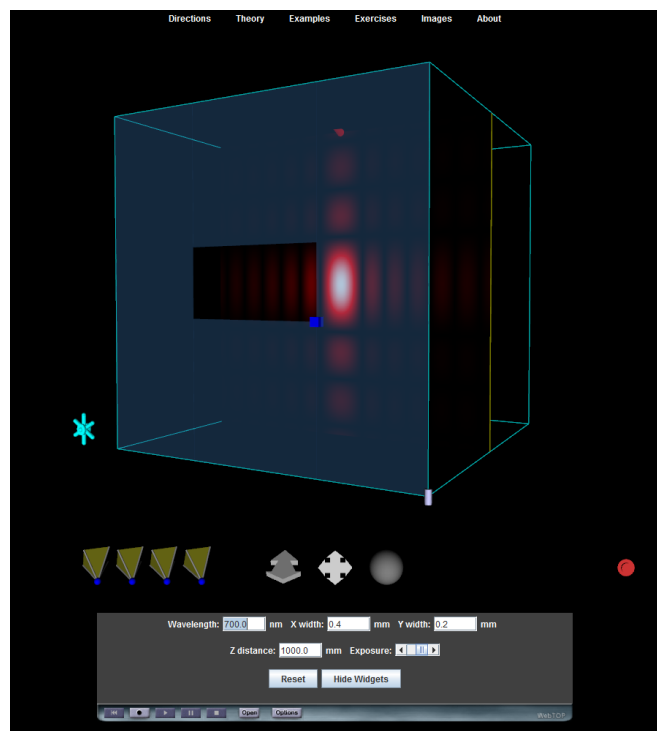 Directions Theory Examples Exercises Images About
Wavelength: 700.0 nm X width: 0.4 mm Y width: 0.2 mm
Z distance: 1000.0 mm Exposure:
Reset Hide Widgets
Open Options WebTOP